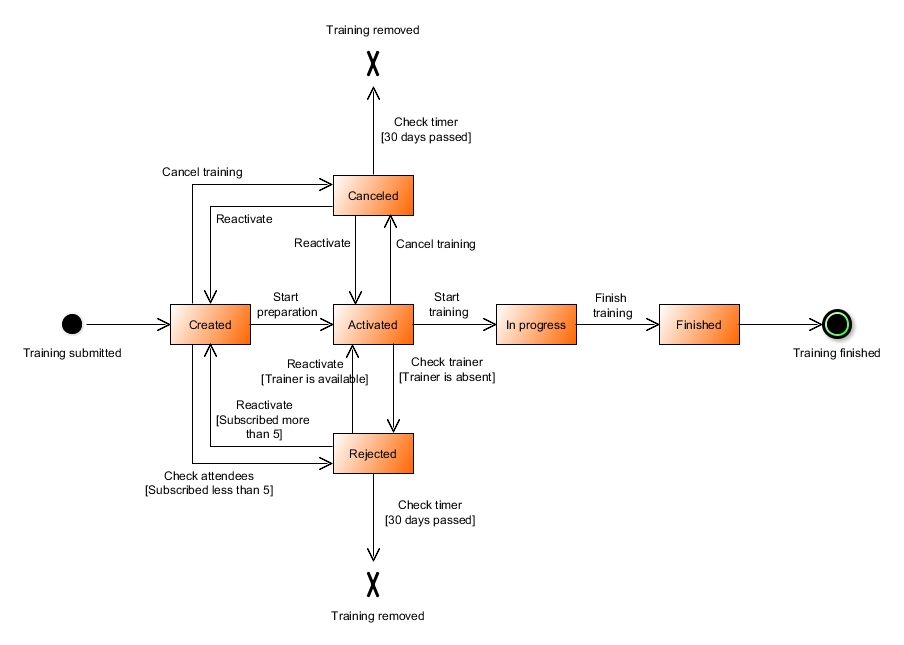 Training removed
Check timer
[30 days passed]
Cancel training
Canceled
Reactivate
Reactivate
Cancel training
Start
preparation
Start
training
Finish
training
Created
Activated
In progress
Finished
Training submitted
Training finished
Reactivate
[Trainer is available]
Check trainer
[Trainer is absent]
Reactivate
[Subscribed more
than 5]
Rejected
Check attendees
[Subscribed less than 5]
Check timer
[30 days passed]
Training removed